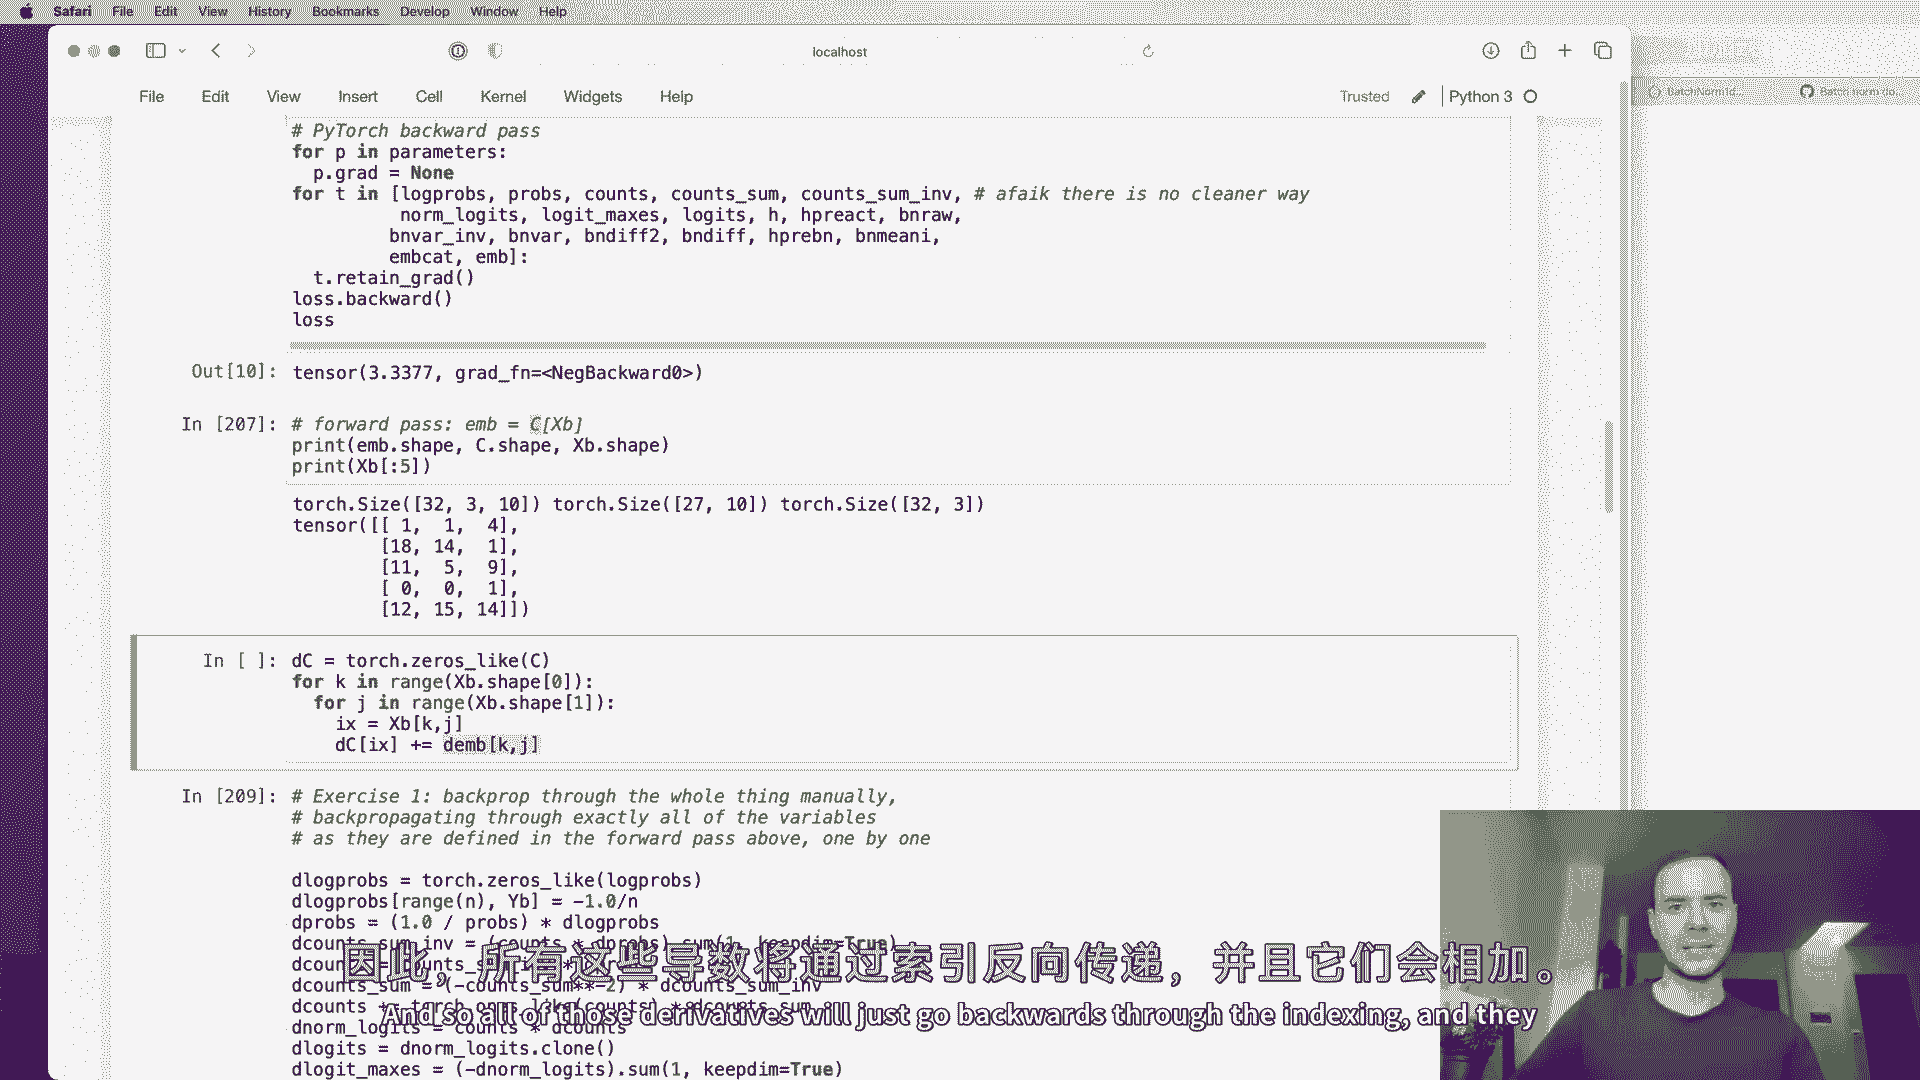 Safari File Edit View History Bookmarks Develop Window Help
localhost
File Edit View Insert Cell Kernel Widgets Help
Trusted Python 3
BatchNorm1d...
Batch norm do...
# PyTorch backward pass
for p in parameters:
p.grad = None
for t in [logprobs, probs, counts, counts_sum, counts_sum_inv, # afaik there is no cleaner way
norm_logits, logit_maxes, logits, h, hpreact, bnraw,
bnvar_inv, bnvar, bndiff2, bndiff, hprebn, bnmeani,
embcat, emb]:
t.retain_grad()
loss.backward()
loss
Out[10]: tensor(3.3377, grad_fn=<NegBackward0>)
In [207]: # forward pass: emb = C[Xb]
print(emb.shape, C.shape, Xb.shape)
print(Xb[:5])
torch.Size([32, 3, 10]) torch.Size([27, 10]) torch.Size([32, 3])
tensor([[ 1, 1, 4],
[18, 14, 1],
[11, 5, 9],
[ 0, 0, 1],
[12, 15, 14]])
In [ ]: dC = torch.zeros_like(C)
for k in range(Xb.shape[0]):
for j in range(Xb.shape[1]):
ix = Xb[k,j]
dC[ix] += demb[k,j]
In [209]: # Exercise 1: backprop through the whole thing manually,
# backpropagating through exactly all of the variables
# as they are defined in the forward pass above, one by one
dlogprobs = torch.zeros_like(logprobs)
dlogprobs[range(n), Yb] = -1.0/n
dprobs = (1.0 / probs) * dlogprobs
dcounts_sum_inv = (counts * dprobs).sum(1, keepdim=True)
因此，所有这些导数将通过索引反向传递，并且它们会相加。
dcounts_sum = (-counts_sum**-2) * dcounts_sum_inv
dcounts += torch.ones_like(counts) * dcounts_sum
And so all of those derivatives will just go backwards through the indexing, and they
dnorm_logits = counts * dcounts
dlogits = dnorm_logits.clone()
dlogit_maxes = (-dnorm_logits).sum(1, keepdim=True)